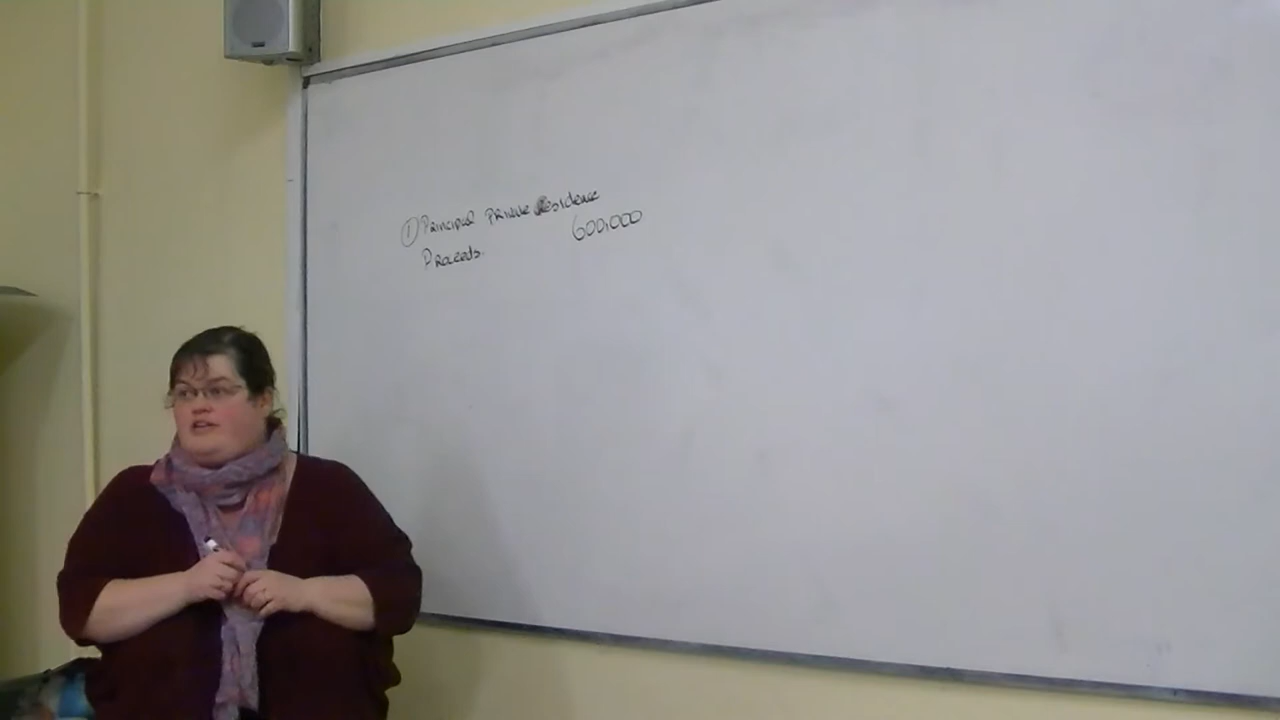 ① Principal Private Residence
Proceeds. 600,000